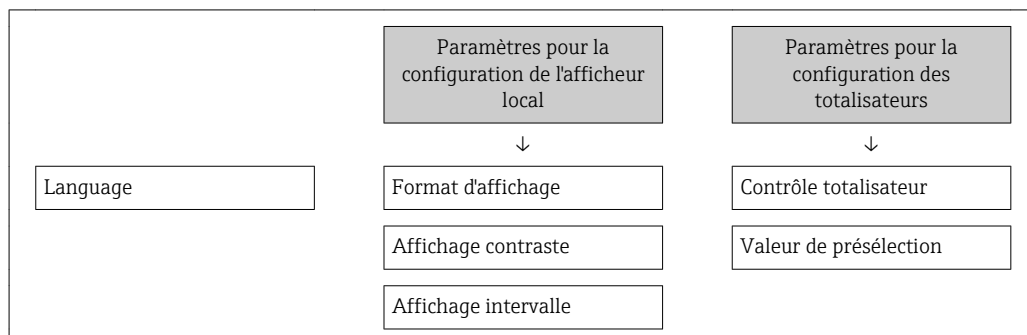 Paramètres pour la
configuration de l'afficheur
local
Paramètres pour la
configuration des
totalisateurs
↓
↓
Language
Format d'affichage
Contrôle totalisateur
Affichage contraste
Valeur de présélection
Affichage intervalle